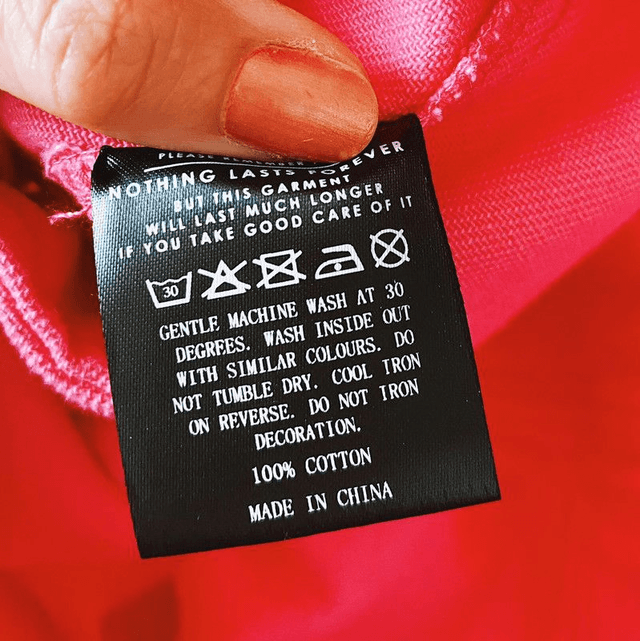 PLEASE REMEMBER
NOTHING LASTS FOREVER
BUT THIS GARMENT
WILL LAST MUCH LONGER
IF YOU TAKE GOOD CARE OF IT
30
GENTLE MACHINE WASH AT 30
DEGREES. WASH INSIDE OUT
WITH SIMILAR COLOURS. DO
NOT TUMBLE DRY. COOL IRON
ON REVERSE. DO NOT IRON
DECORATION.
100% COTTON
MADE IN CHINA